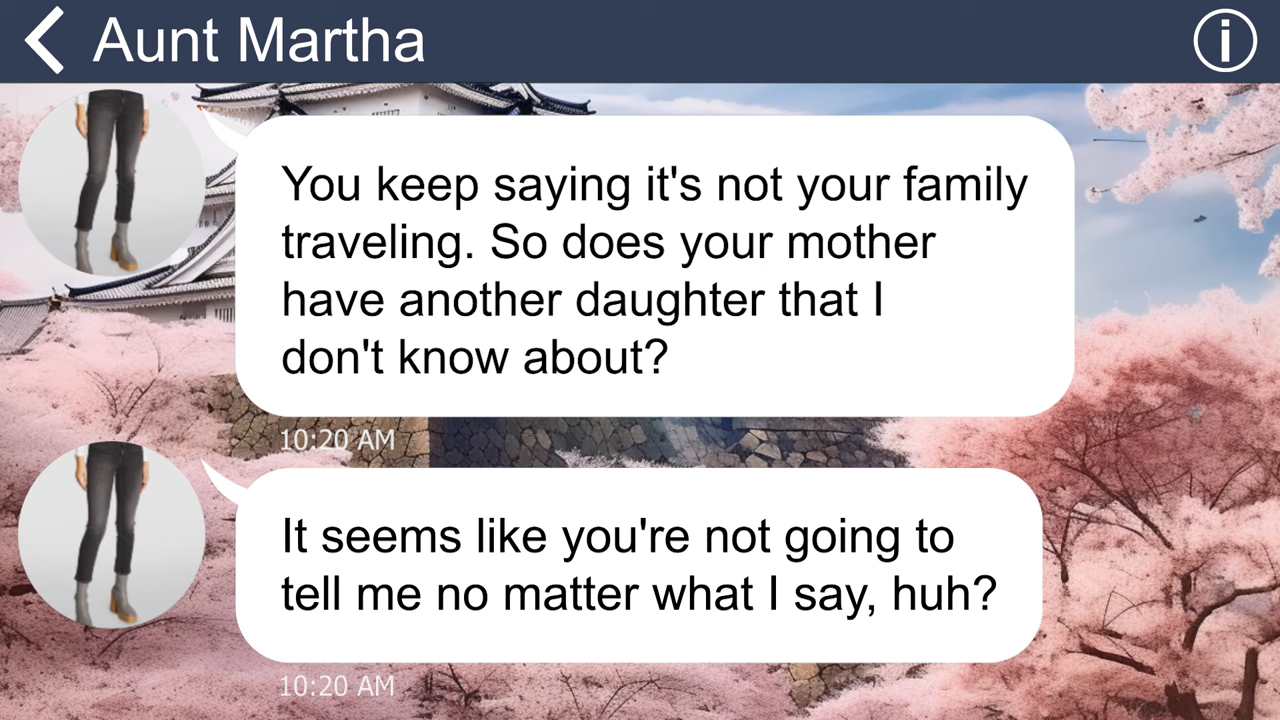 Aunt Martha
You keep saying it's not your family
traveling. So does your mother
have another daughter that I
don't know about?
10:20 AM
It seems like you're not going to
tell me no matter what I say, huh?
10:20 AM